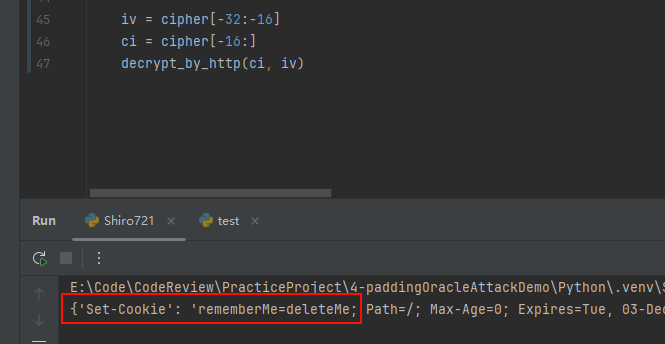 45 iv = cipher[-32:-16]
46 ci = cipher[-16:]
47 decrypt_by_http(ci, iv)
Run Shiro721 × test ×
E:\Code\CodeReview\PracticeProject\4-paddingOracleAttackDemo\Python\.venv\S
{'Set-Cookie': 'rememberMe=deleteMe; Path=/; Max-Age=0; Expires=Tue, 03-Dec